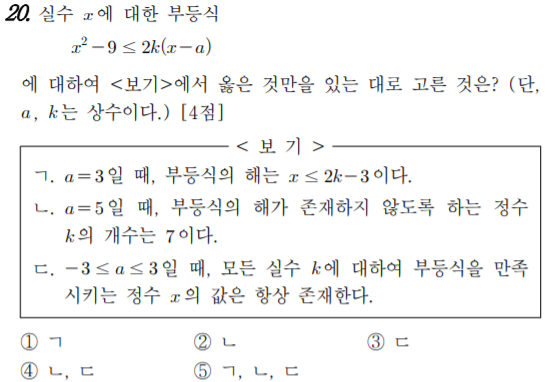 20. 실수 x에 대한 부등식
x² − 9 ≤ 2k(x − a)
에 대하여 <보기>에서 옳은 것만을 있는 대로 고른 것은? (단,
a, k는 상수이다.) [4점]
< 보 기 >
ㄱ. a = 3일 때, 부등식의 해는 x ≤ 2k−3이다.
ㄴ. a = 5일 때, 부등식의 해가 존재하지 않도록 하는 정수
k의 개수는 7이다.
ㄷ. −3 ≤ a ≤ 3일 때, 모든 실수 k에 대하여 부등식을 만족
시키는 정수 x의 값은 항상 존재한다.
① ㄱ ② ㄴ ③ ㄷ
④ ㄴ, ㄷ ⑤ ㄱ, ㄴ, ㄷ